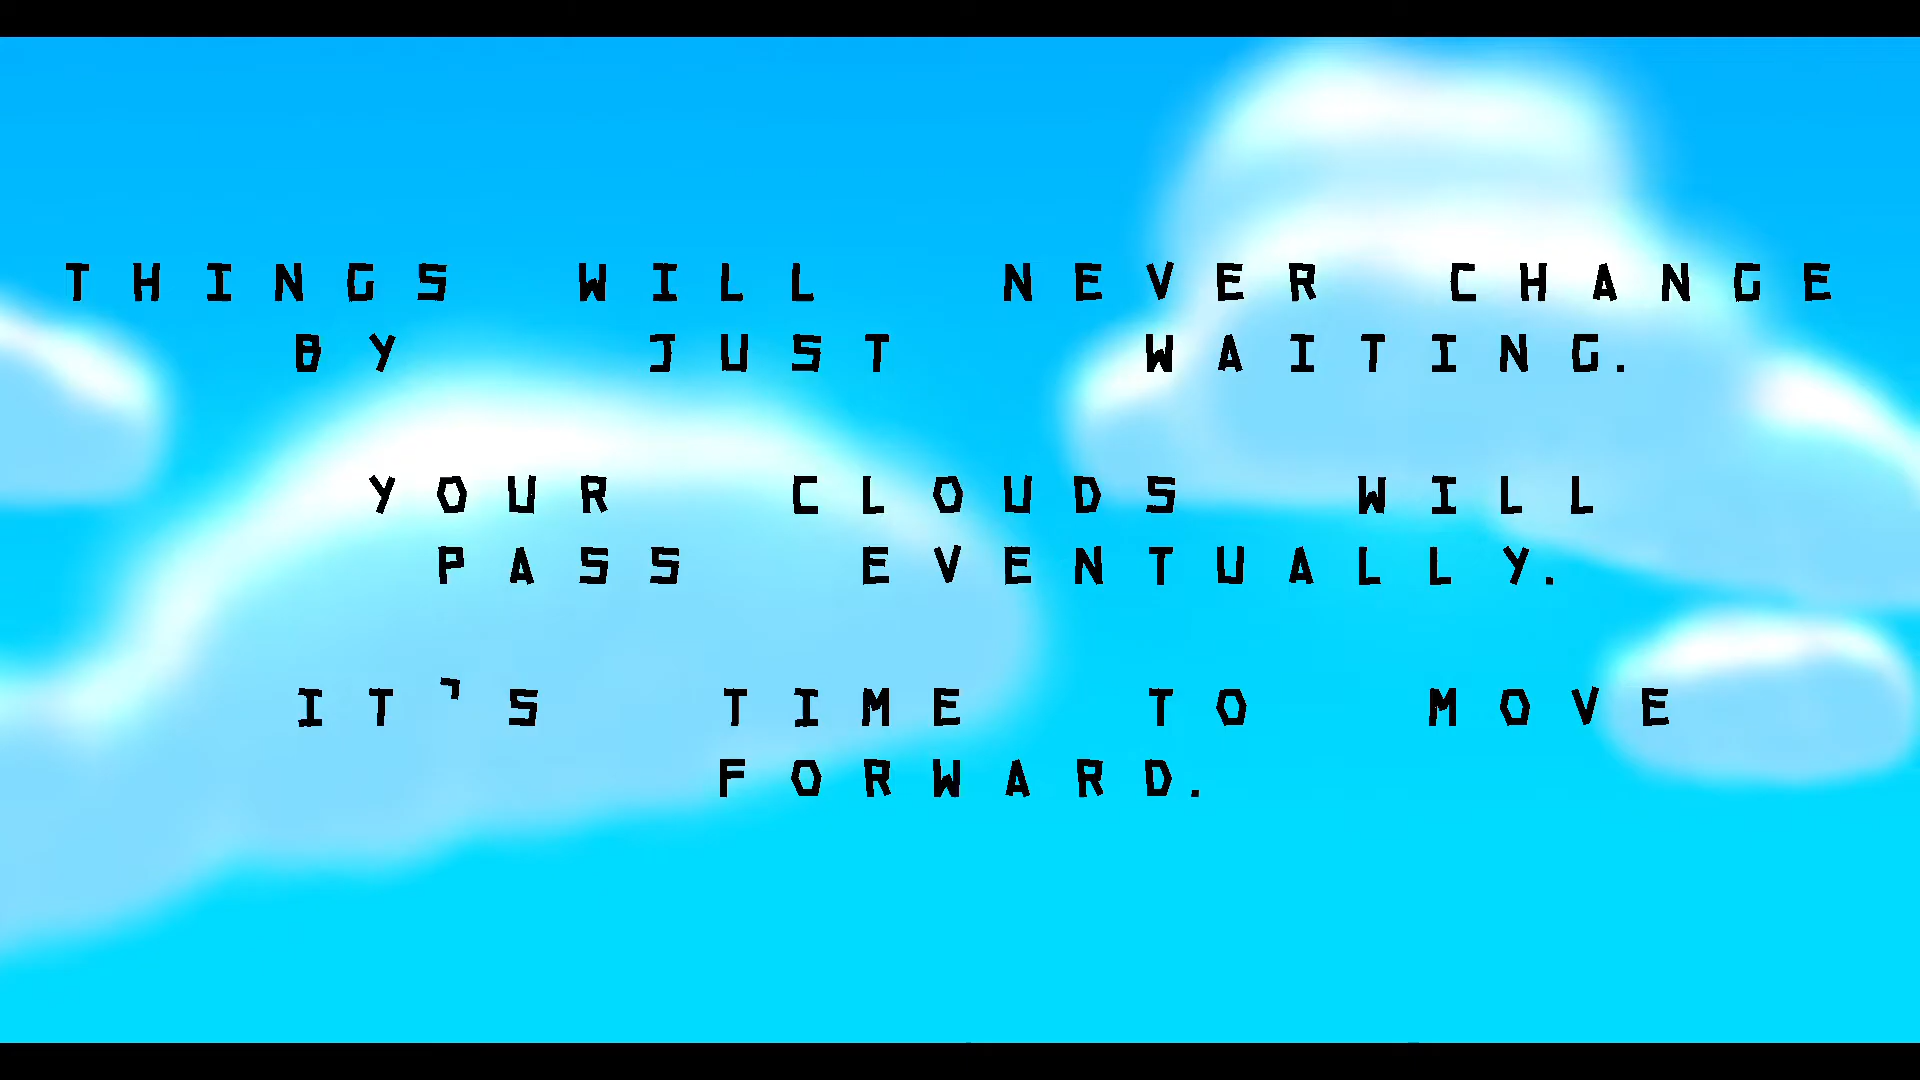 THINGS WILL NEVER CHANGE
BY JUST WAITING.
YOUR CLOUDS WILL
PASS EVENTUALLY.
IT'S TIME TO MOVE
FORWARD.